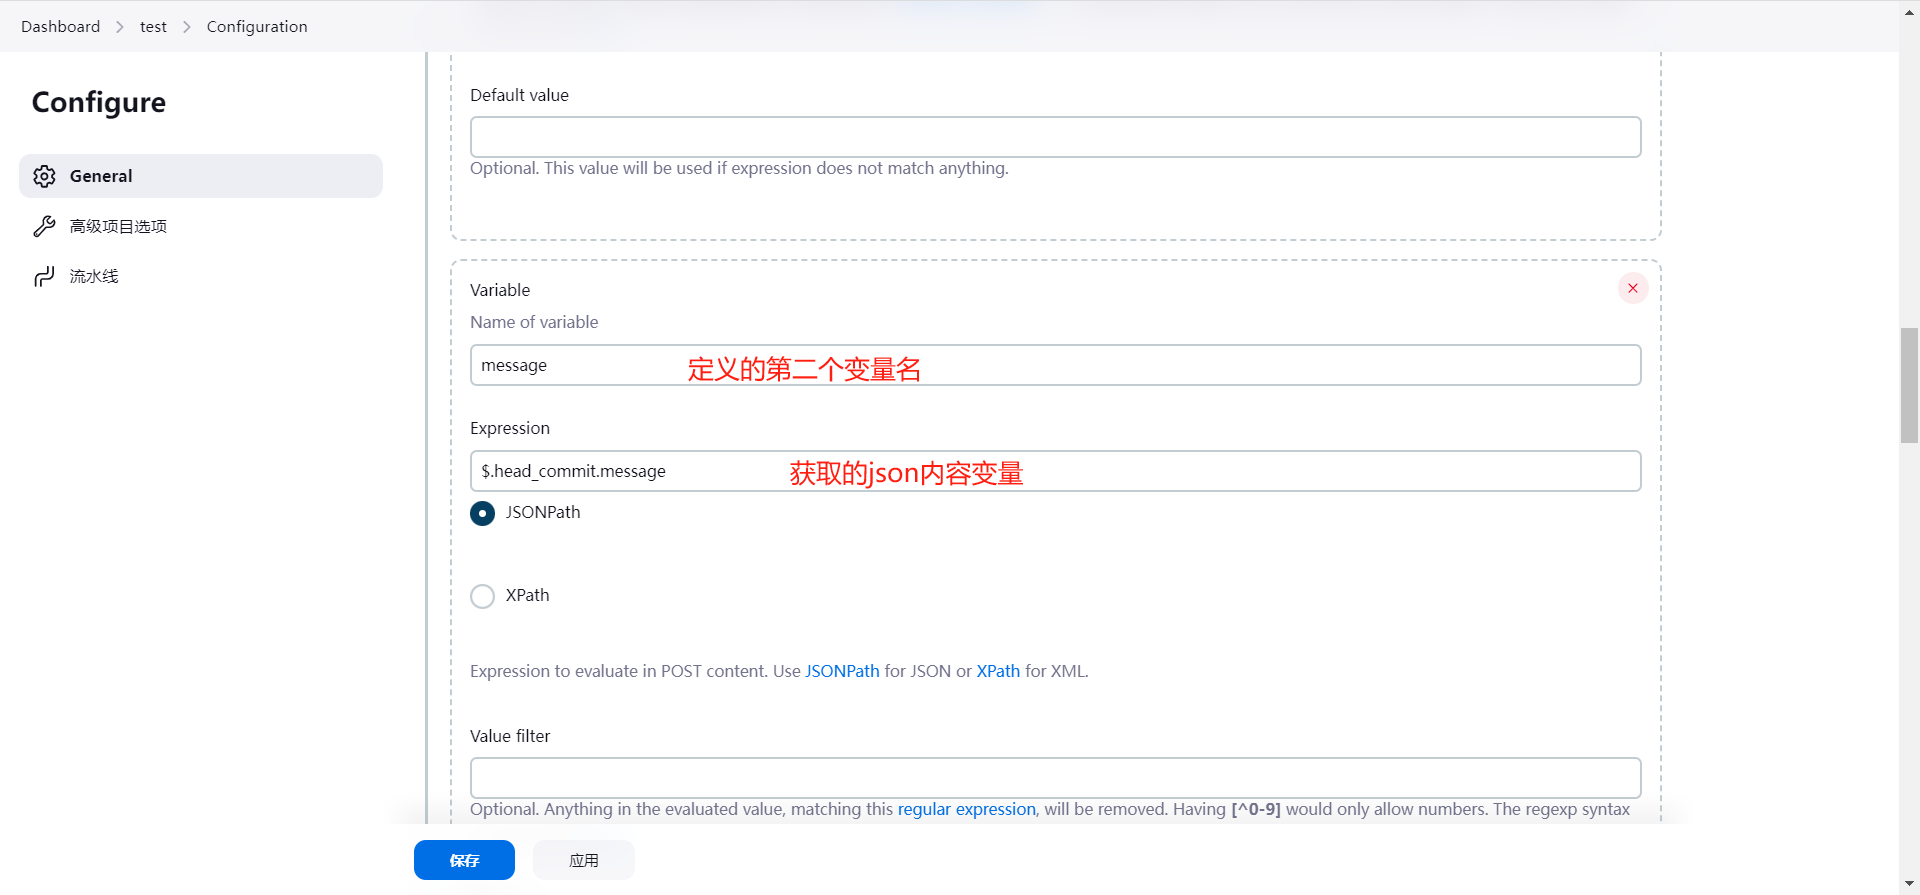 Dashboard > test > Configuration
Configure
General
高级项目选项
流水线
Default value
Optional. This value will be used if expression does not match anything.
Variable
Name of variable
message 定义的第二个变量名
Expression
$.head_commit.message 获取的json内容变量
JSONPath
XPath
Expression to evaluate in POST content. Use JSONPath for JSON or XPath for XML.
Value filter
Optional. Anything in the evaluated value, matching this regular expression, will be removed. Having [^0-9] would only allow numbers. The regexp syntax
保存 应用